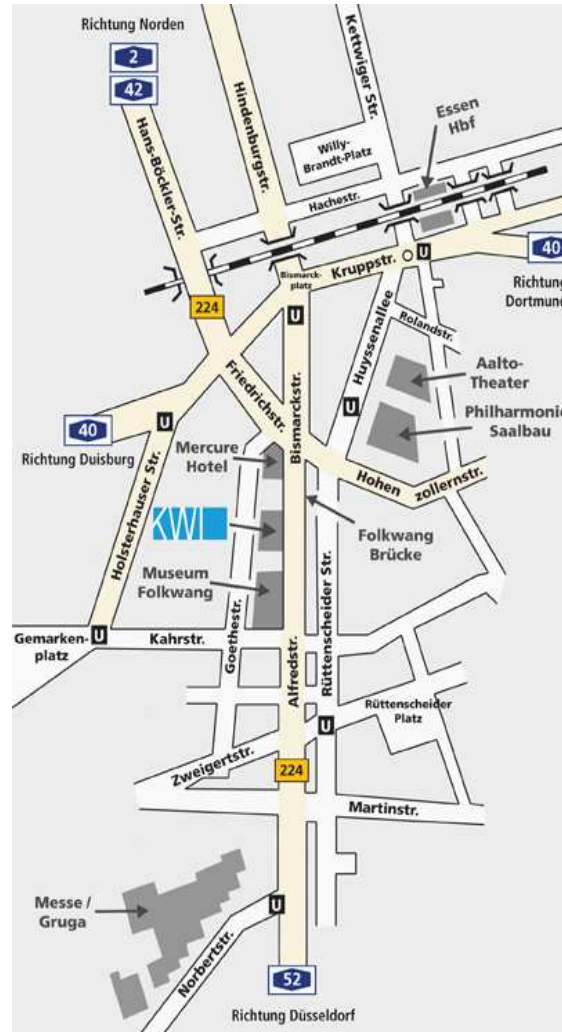 Richtung Norden
2
42
Hans-Böckler-Str.
Hindenburgstr.
Kettwiger Str.
Essen
Hbf
Willy-
Brandt-Platz
Hachestr.
40
Richtung
Dortmund
Bismarck-
platz
Kruppstr.
U
U
224
Huyssenallee
Rolandstr.
Aalto-
Theater
Friedrichstr.
Bismarckstr.
U
U
Philharmonie
Saalbau
40
Richtung Duisburg
Mercure
Hotel
Hohen
zollernstr.
Holsterhauser Str.
KWI
Folkwang
Brücke
Museum
Folkwang
Goethestr.
Rüttenscheider Str.
Gemarken-
platz
U
Kahrstr.
Alfredstr.
Rüttenscheider
Platz
U
Zweigertstr.
224
Martinstr.
Messe /
Gruga
U
Norbertstr.
52
Richtung Düsseldorf